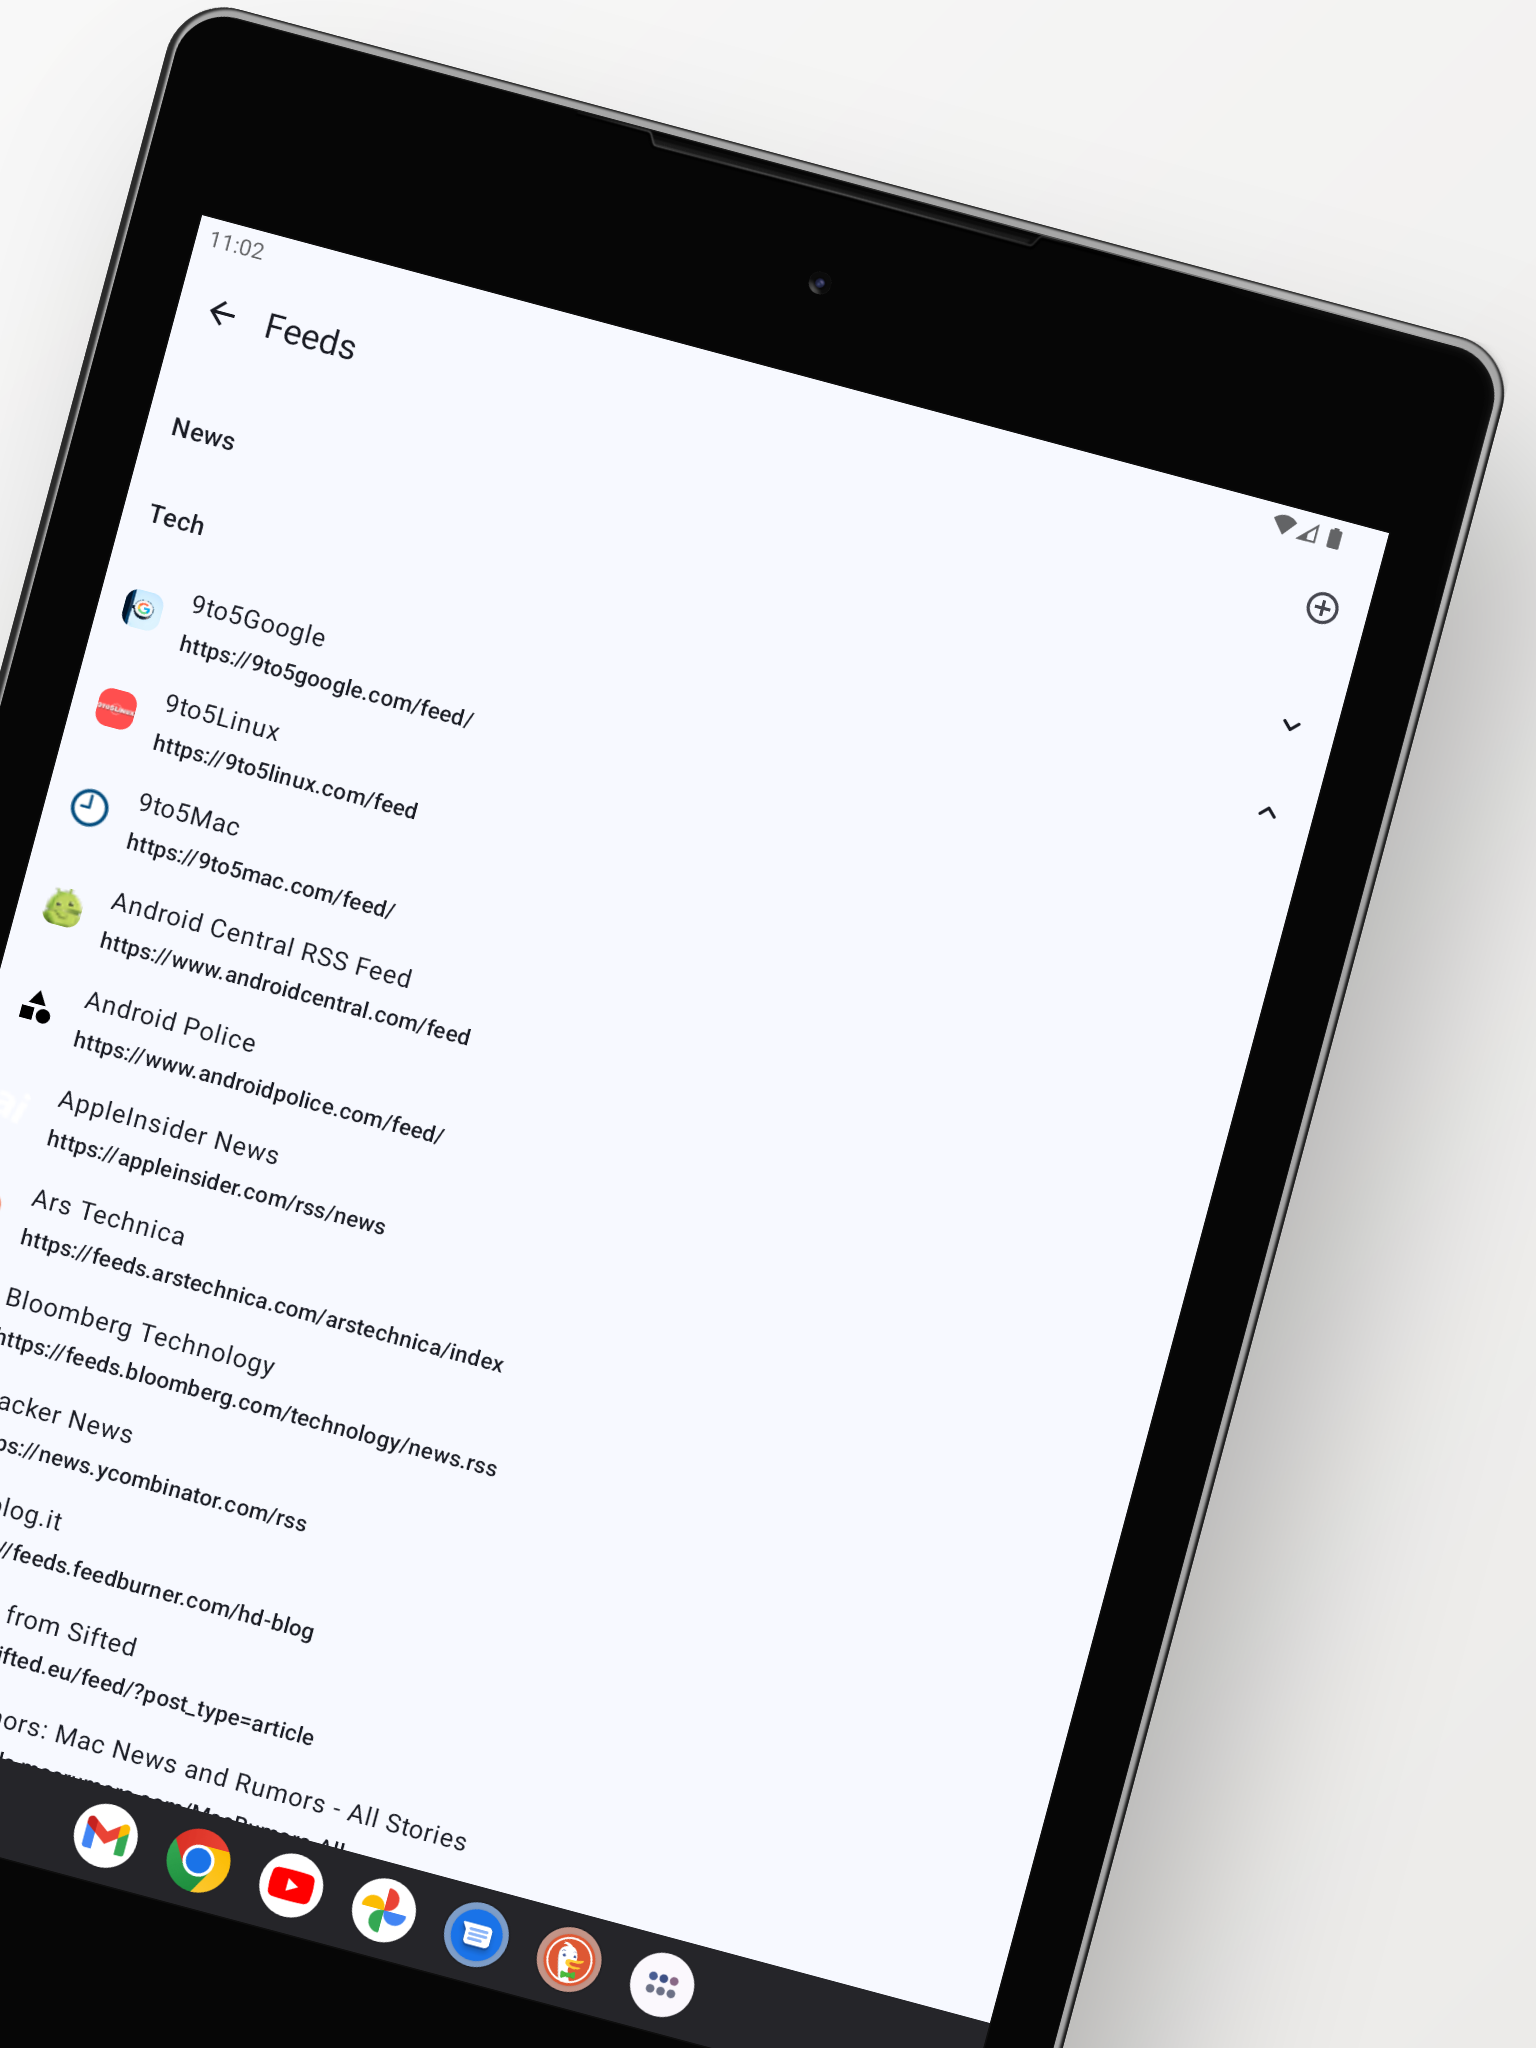 11:02
Feeds
News
Tech
9to5Google
https://9to5google.com/feed/
9to5Linux
https://9to5linux.com/feed
9to5Mac
https://9to5mac.com/feed/
Android Central RSS Feed
https://www.androidcentral.com/feed
Android Police
https://www.androidpolice.com/feed/
ai
AppleInsider News
https://appleinsider.com/rss/news
Ars Technica
https://feeds.arstechnica.com/arstechnica/index
Bloomberg Technology
https://feeds.bloomberg.com/technology/news.rss
acker News
ps://news.ycombinator.com/rss
log.it
//feeds.feedburner.com/hd-blog
from Sifted
ifted.eu/feed/?post_type=article
ors: Mac News and Rumors - All Stories